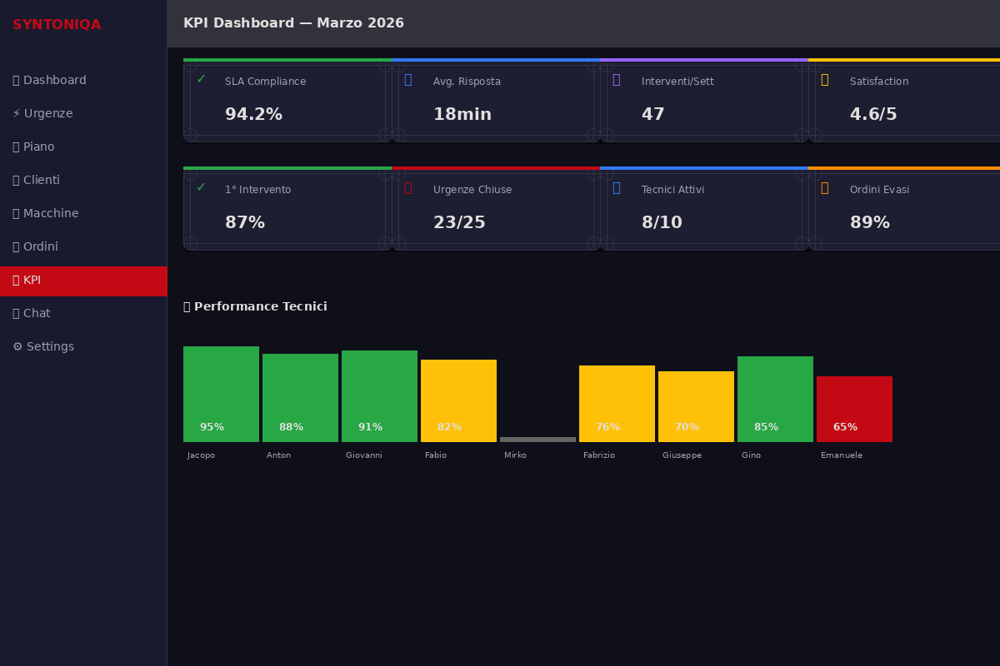 SYNTONIQA
Dashboard
⚡ Urgenze
Piano
Clienti
Macchine
Ordini
KPI
Chat
⚙ Settings
KPI Dashboard — Marzo 2026
✓ SLA Compliance
94.2%
Avg. Risposta
18min
Interventi/Sett
47
Satisfaction
4.6/5
✓ 1° Intervento
87%
Urgenze Chiuse
23/25
Tecnici Attivi
8/10
Ordini Evasi
89%
Performance Tecnici
95% 88% 91% 82% 76% 70% 85% 65%
Jacopo Anton Giovanni Fabio Mirko Fabrizio Giuseppe Gino Emanuele